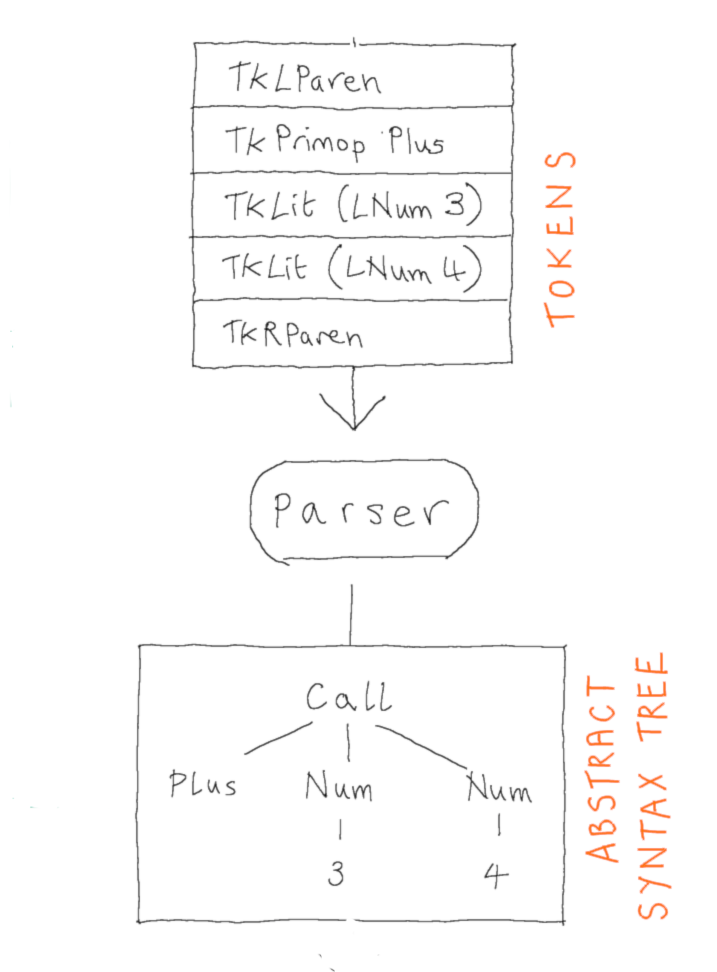 TkLParen
TkPrimop Plus
TkLit (LNum 3)
TkLit (LNum 4)
TkRParen
TOKENS
Parser
Call
Plus Num Num
3 4
ABSTRACT
SYNTAX TREE